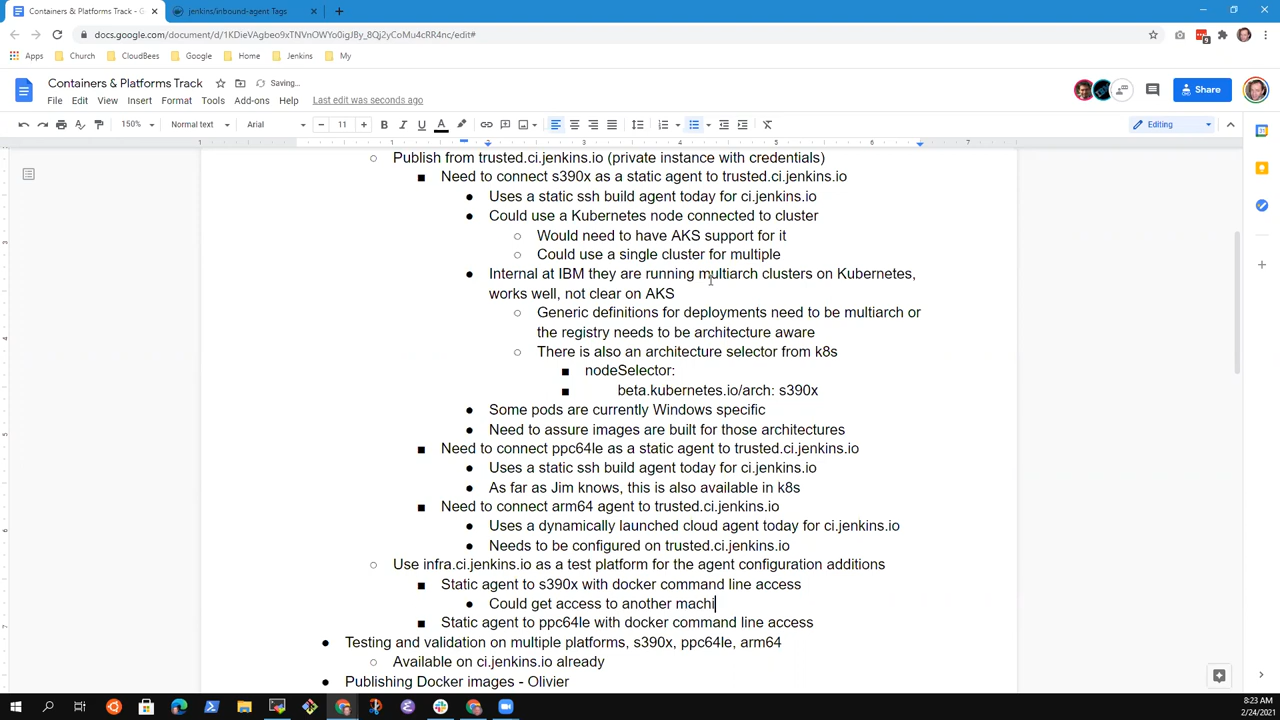 Containers & Platforms Track - G
jenkins/inbound-agent Tags
docs.google.com/document/d/1KDieVAgbeo9xTNVnOWYo0igJ8y_8Qj2yCoMu4cRR4nc/edit#
9
Apps
Church
CloudBees
Google
Home
Jenkins
My
Containers & Platforms Track
Saving...
File Edit View Insert Format Tools Add-ons Help Last edit was seconds ago
Share
150%
Normal text
Arial
11
Editing
1 1 2 3 4 5 6 7
Publish from trusted.ci.jenkins.io (private instance with credentials)
Need to connect s390x as a static agent to trusted.ci.jenkins.io
Uses a static ssh build agent today for ci.jenkins.io
Could use a Kubernetes node connected to cluster
Would need to have AKS support for it
Could use a single cluster for multiple
Internal at IBM they are running multiarch clusters on Kubernetes,
works well, not clear on AKS
Generic definitions for deployments need to be multiarch or
the registry needs to be architecture aware
There is also an architecture selector from k8s
nodeSelector:
beta.kubernetes.io/arch: s390x
Some pods are currently Windows specific
Need to assure images are built for those architectures
Need to connect ppc64le as a static agent to trusted.ci.jenkins.io
Uses a static ssh build agent today for ci.jenkins.io
As far as Jim knows, this is also available in k8s
Need to connect arm64 agent to trusted.ci.jenkins.io
Uses a dynamically launched cloud agent today for ci.jenkins.io
Needs to be configured on trusted.ci.jenkins.io
Use infra.ci.jenkins.io as a test platform for the agent configuration additions
Static agent to s390x with docker command line access
Could get access to another machi
Static agent to ppc64le with docker command line access
Testing and validation on multiple platforms, s390x, ppc64le, arm64
Available on ci.jenkins.io already
Publishing Docker images - Olivier
8:23 AM
2/24/2021